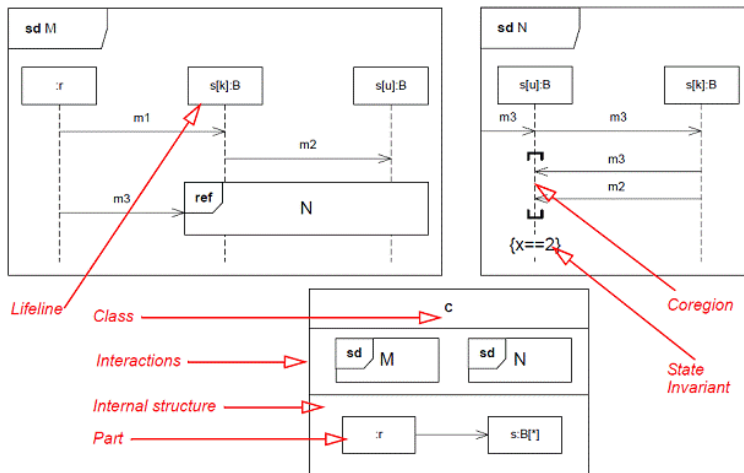 sd M
:r
s[k]:B
s[u]:B
m1
m2
m3
ref
N
sd N
s[u]:B
s[k]:B
m3
m3
m3
m2
{x==2}
Lifeline
Class
Interactions
Internal structure
Part
Coregion
State
Invariant
C
sd
M
sd
N
:r
s:B[*]